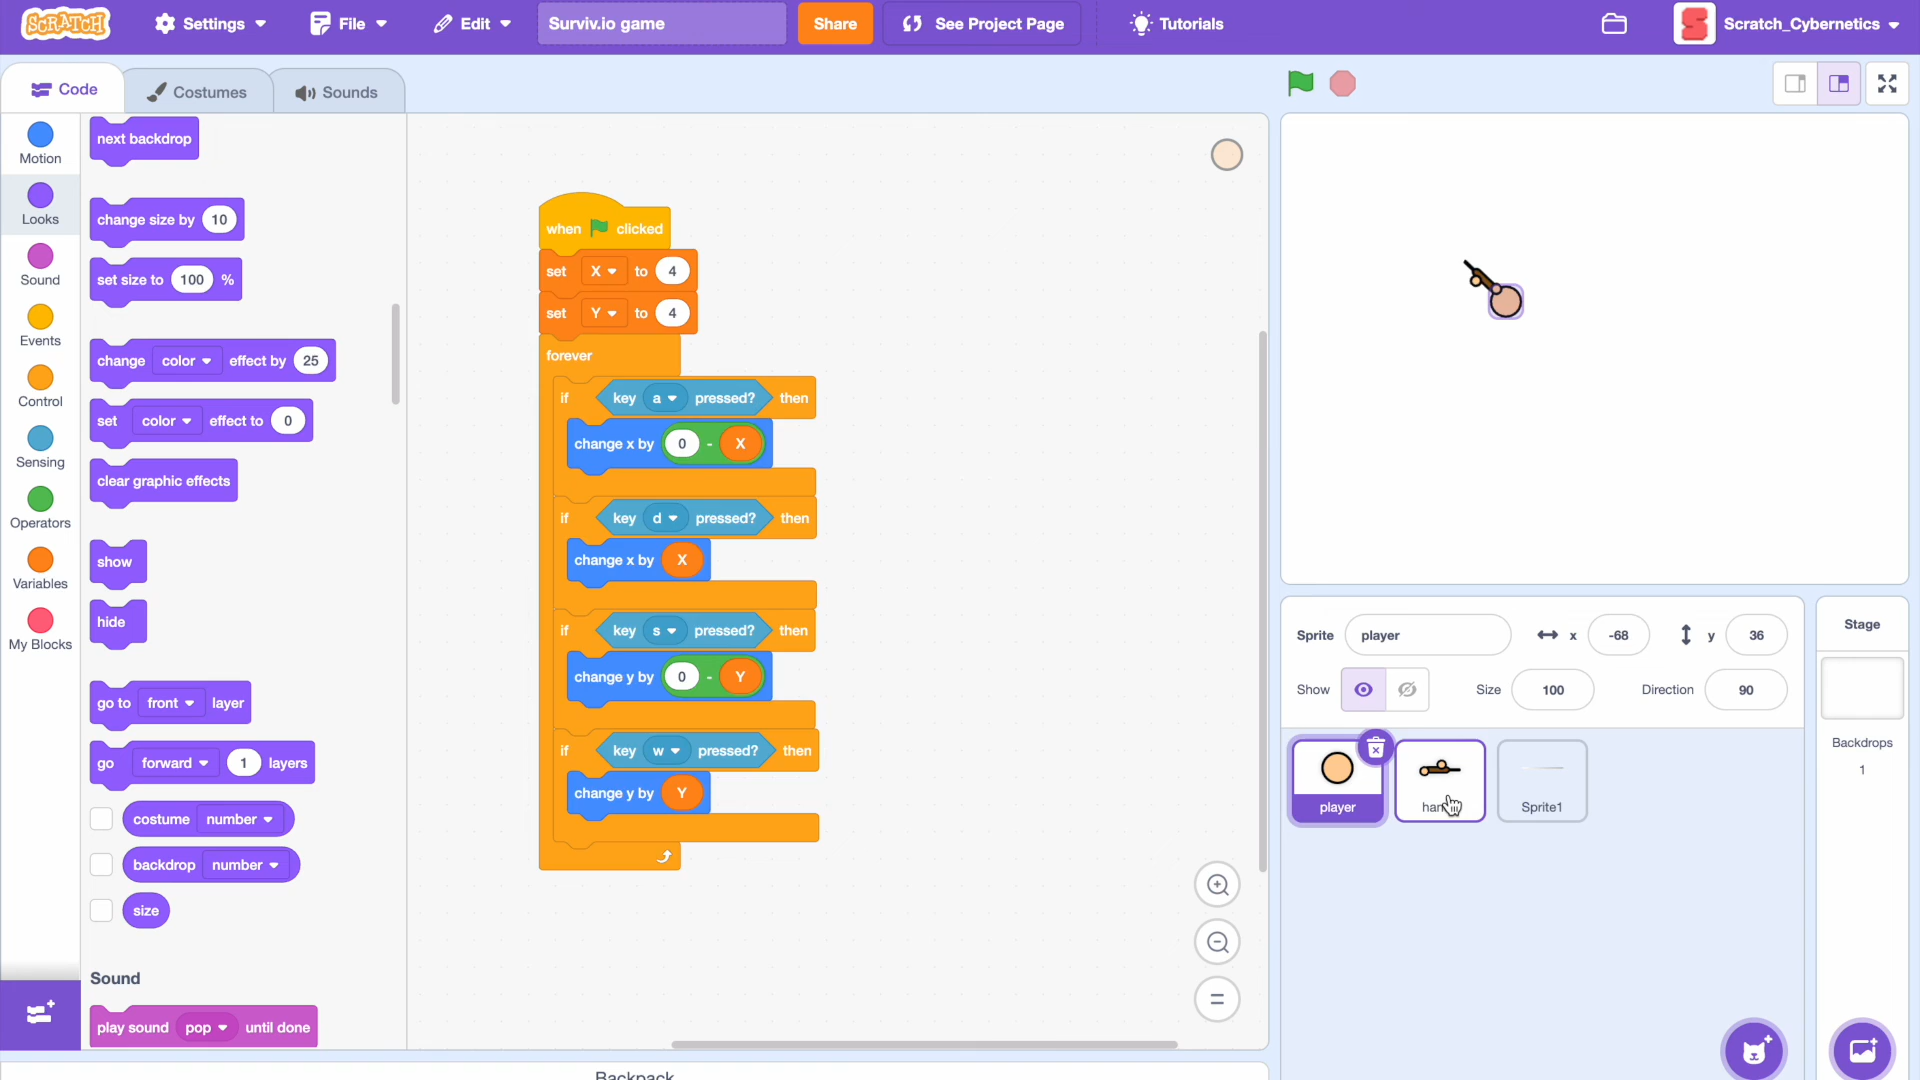 SCRATCH Settings File Edit Surviv.io game Share See Project Page Tutorials Scratch_Cybernetics
Code Costumes Sounds
Motion
Looks
Sound
Events
Control
Sensing
Operators
Variables
My Blocks
next backdrop
change size by 10
set size to 100 %
change color effect by 25
set color effect to 0
clear graphic effects
show
hide
go to front layer
go forward 1 layers
costume number
backdrop number
size
Sound
play sound pop until done
when clicked
set X to 4
set Y to 4
forever
if key a pressed? then
change x by 0 - X
if key d pressed? then
change x by X
if key s pressed? then
change y by 0 - Y
if key w pressed? then
change y by Y
Backpack
Sprite player x -68 y 36
Show Size 100 Direction 90
player
Sprite1
Stage
Backdrops
1